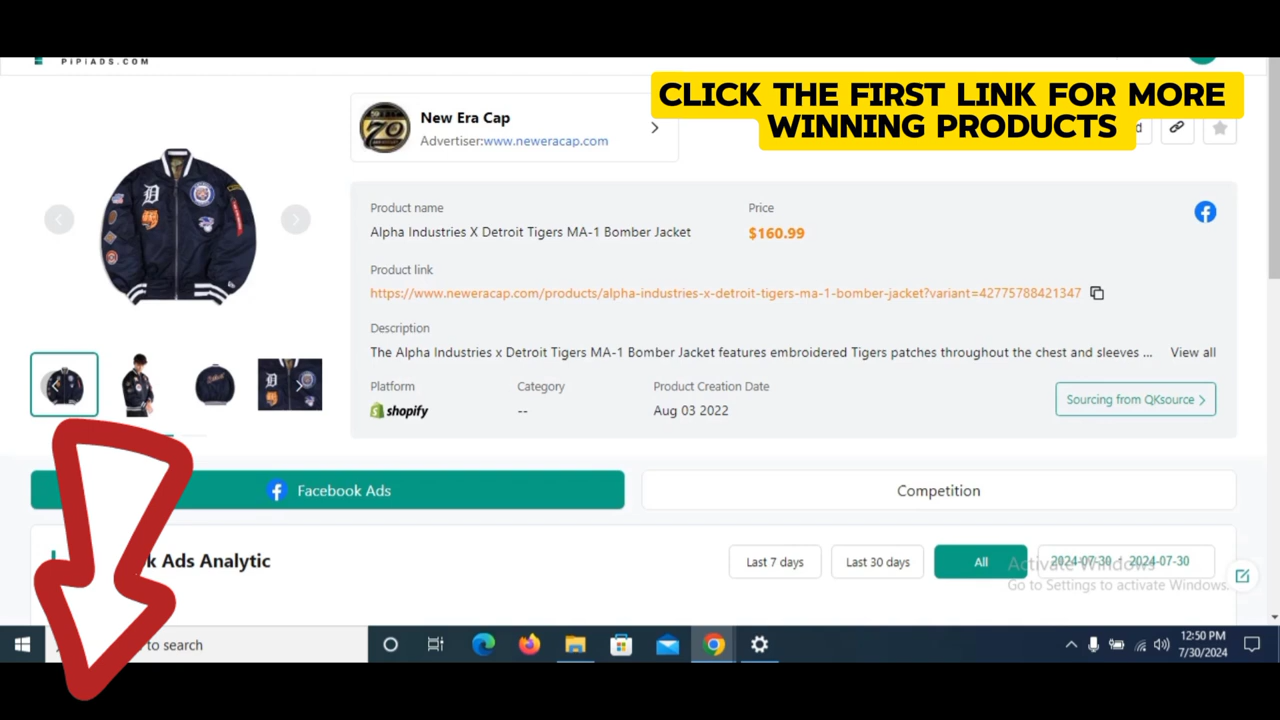 PIPIADS.COM
CLICK THE FIRST LINK FOR MORE
WINNING PRODUCTS
70
New Era Cap
Advertiser:www.neweracap.com
Product name
Price
Alpha Industries X Detroit Tigers MA-1 Bomber Jacket
$160.99
Product link
https://www.neweracap.com/products/alpha-industries-x-detroit-tigers-ma-1-bomber-jacket?variant=42775788421347
Description
The Alpha Industries x Detroit Tigers MA-1 Bomber Jacket features embroidered Tigers patches throughout the chest and sleeves ... View all
Platform
Category
Product Creation Date
shopify
--
Aug 03 2022
Sourcing from QKsource >
Facebook Ads
Competition
k Ads Analytic
Last 7 days
Last 30 days
All
2024-07-30 - 2024-07-30
Activate Windows
Go to Settings to activate Windows.
to search
12:50 PM
7/30/2024